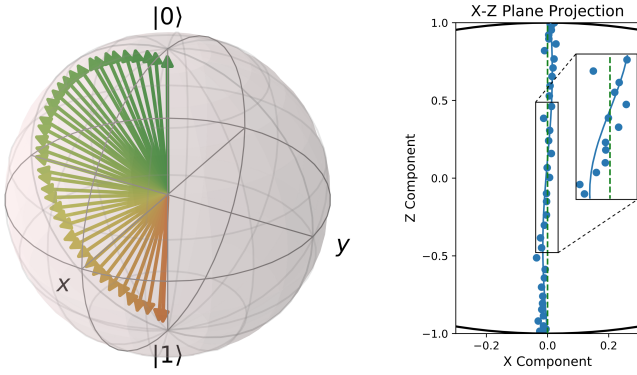 |0⟩
x
y
|1⟩
X-Z Plane Projection
Z Component
1.0
0.5
0.0
−0.5
−1.0
−0.2
0.0
0.2
X Component